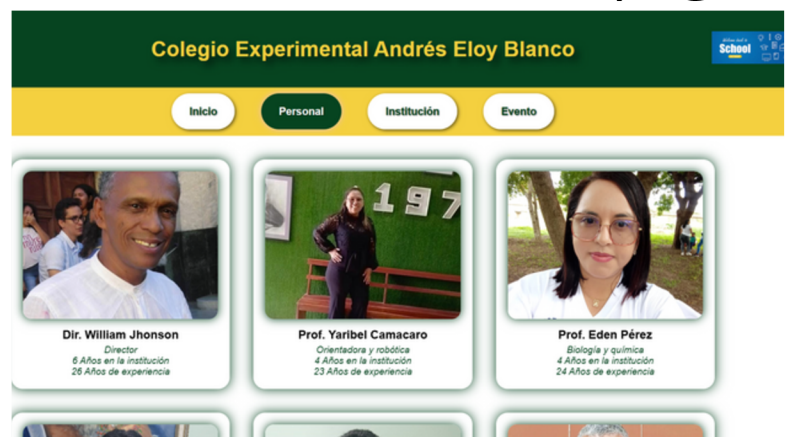 Colegio Experimental Andrés Eloy Blanco
School
Inicio
Personal
Institución
Evento
197
Dir. William Jhonson
Director
6 Años en la institución
26 Años de experiencia
Prof. Yaribel Camacaro
Orientadora y robótica
4 Años en la institución
23 Años de experiencia
Prof. Eden Pérez
Biología y química
4 Años en la institución
24 Años de experiencia